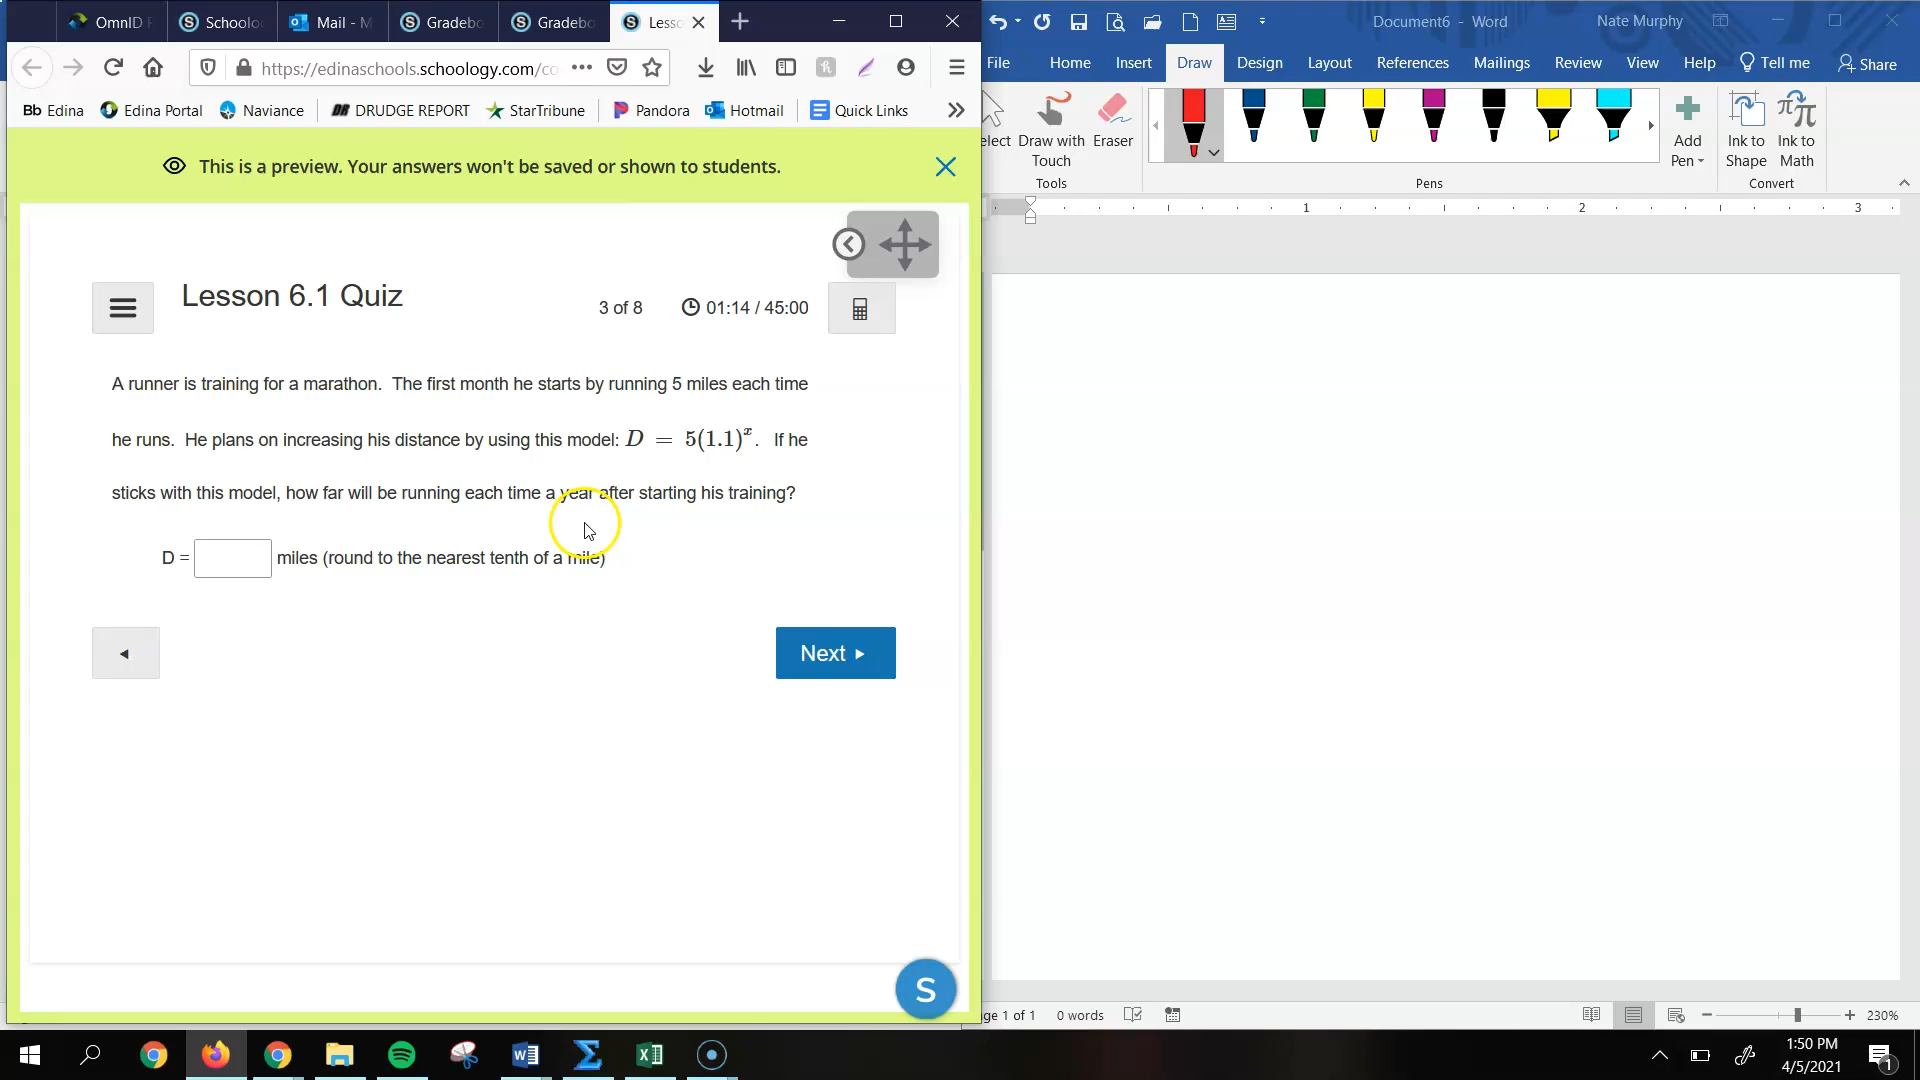 OmniID P
Schoolo
Mail - M
Gradebo
Gradebo
Lesso
https://edinaschools.schoology.com/co
Bb Edina
Edina Portal
Naviance
DR DRUDGE REPORT
StarTribune
Pandora
Hotmail
Quick Links
This is a preview. Your answers won't be saved or shown to students.
Lesson 6.1 Quiz
3 of 8
01:14 / 45:00
A runner is training for a marathon. The first month he starts by running 5 miles each time
he runs. He plans on increasing his distance by using this model: D = 5(1.1)^x. If he
sticks with this model, how far will be running each time a year after starting his training?
D = miles (round to the nearest tenth of a mile)
Next
S
Document6 - Word
Nate Murphy
File Home Insert Draw Design Layout References Mailings Review View Help Tell me Share
elect
Draw with
Touch
Eraser
Add
Pen
Ink to
Shape
Ink to
Math
Tools
Pens
Convert
1 2 3
ge 1 of 1
0 words
230%
1:50 PM
4/5/2021
1